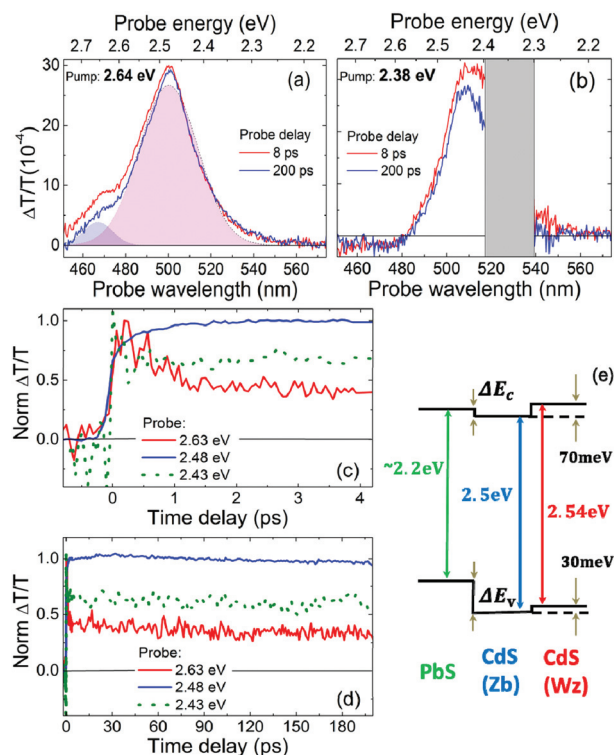 Probe energy (eV)
2.7 2.6 2.5 2.4 2.3 2.2
(a)
Pump: 2.64 eV
Probe delay
8 ps
200 ps
30
20
10
0
ΔT/T(10⁻⁴)
460 480 500 520 540 560
Probe wavelength (nm)
Probe energy (eV)
2.7 2.6 2.5 2.4 2.3 2.2
(b)
Pump: 2.38 eV
Probe delay
8 ps
200 ps
460 480 500 520 540 560
Probe wavelength (nm)
Norm ΔT/T
1.0
0.5
0.0
Probe:
2.63 eV
2.48 eV
2.43 eV
(c)
0 1 2 3 4
Time delay (ps)
Norm ΔT/T
1.0
0.5
0.0
Probe:
2.63 eV
2.48 eV
2.43 eV
(d)
0 30 60 90 120 150 180
Time delay (ps)
(e)
ΔE_c
70meV
~2.2eV
2.5eV
2.54eV
30meV
ΔE_v
PbS
CdS
(Zb)
CdS
(Wz)